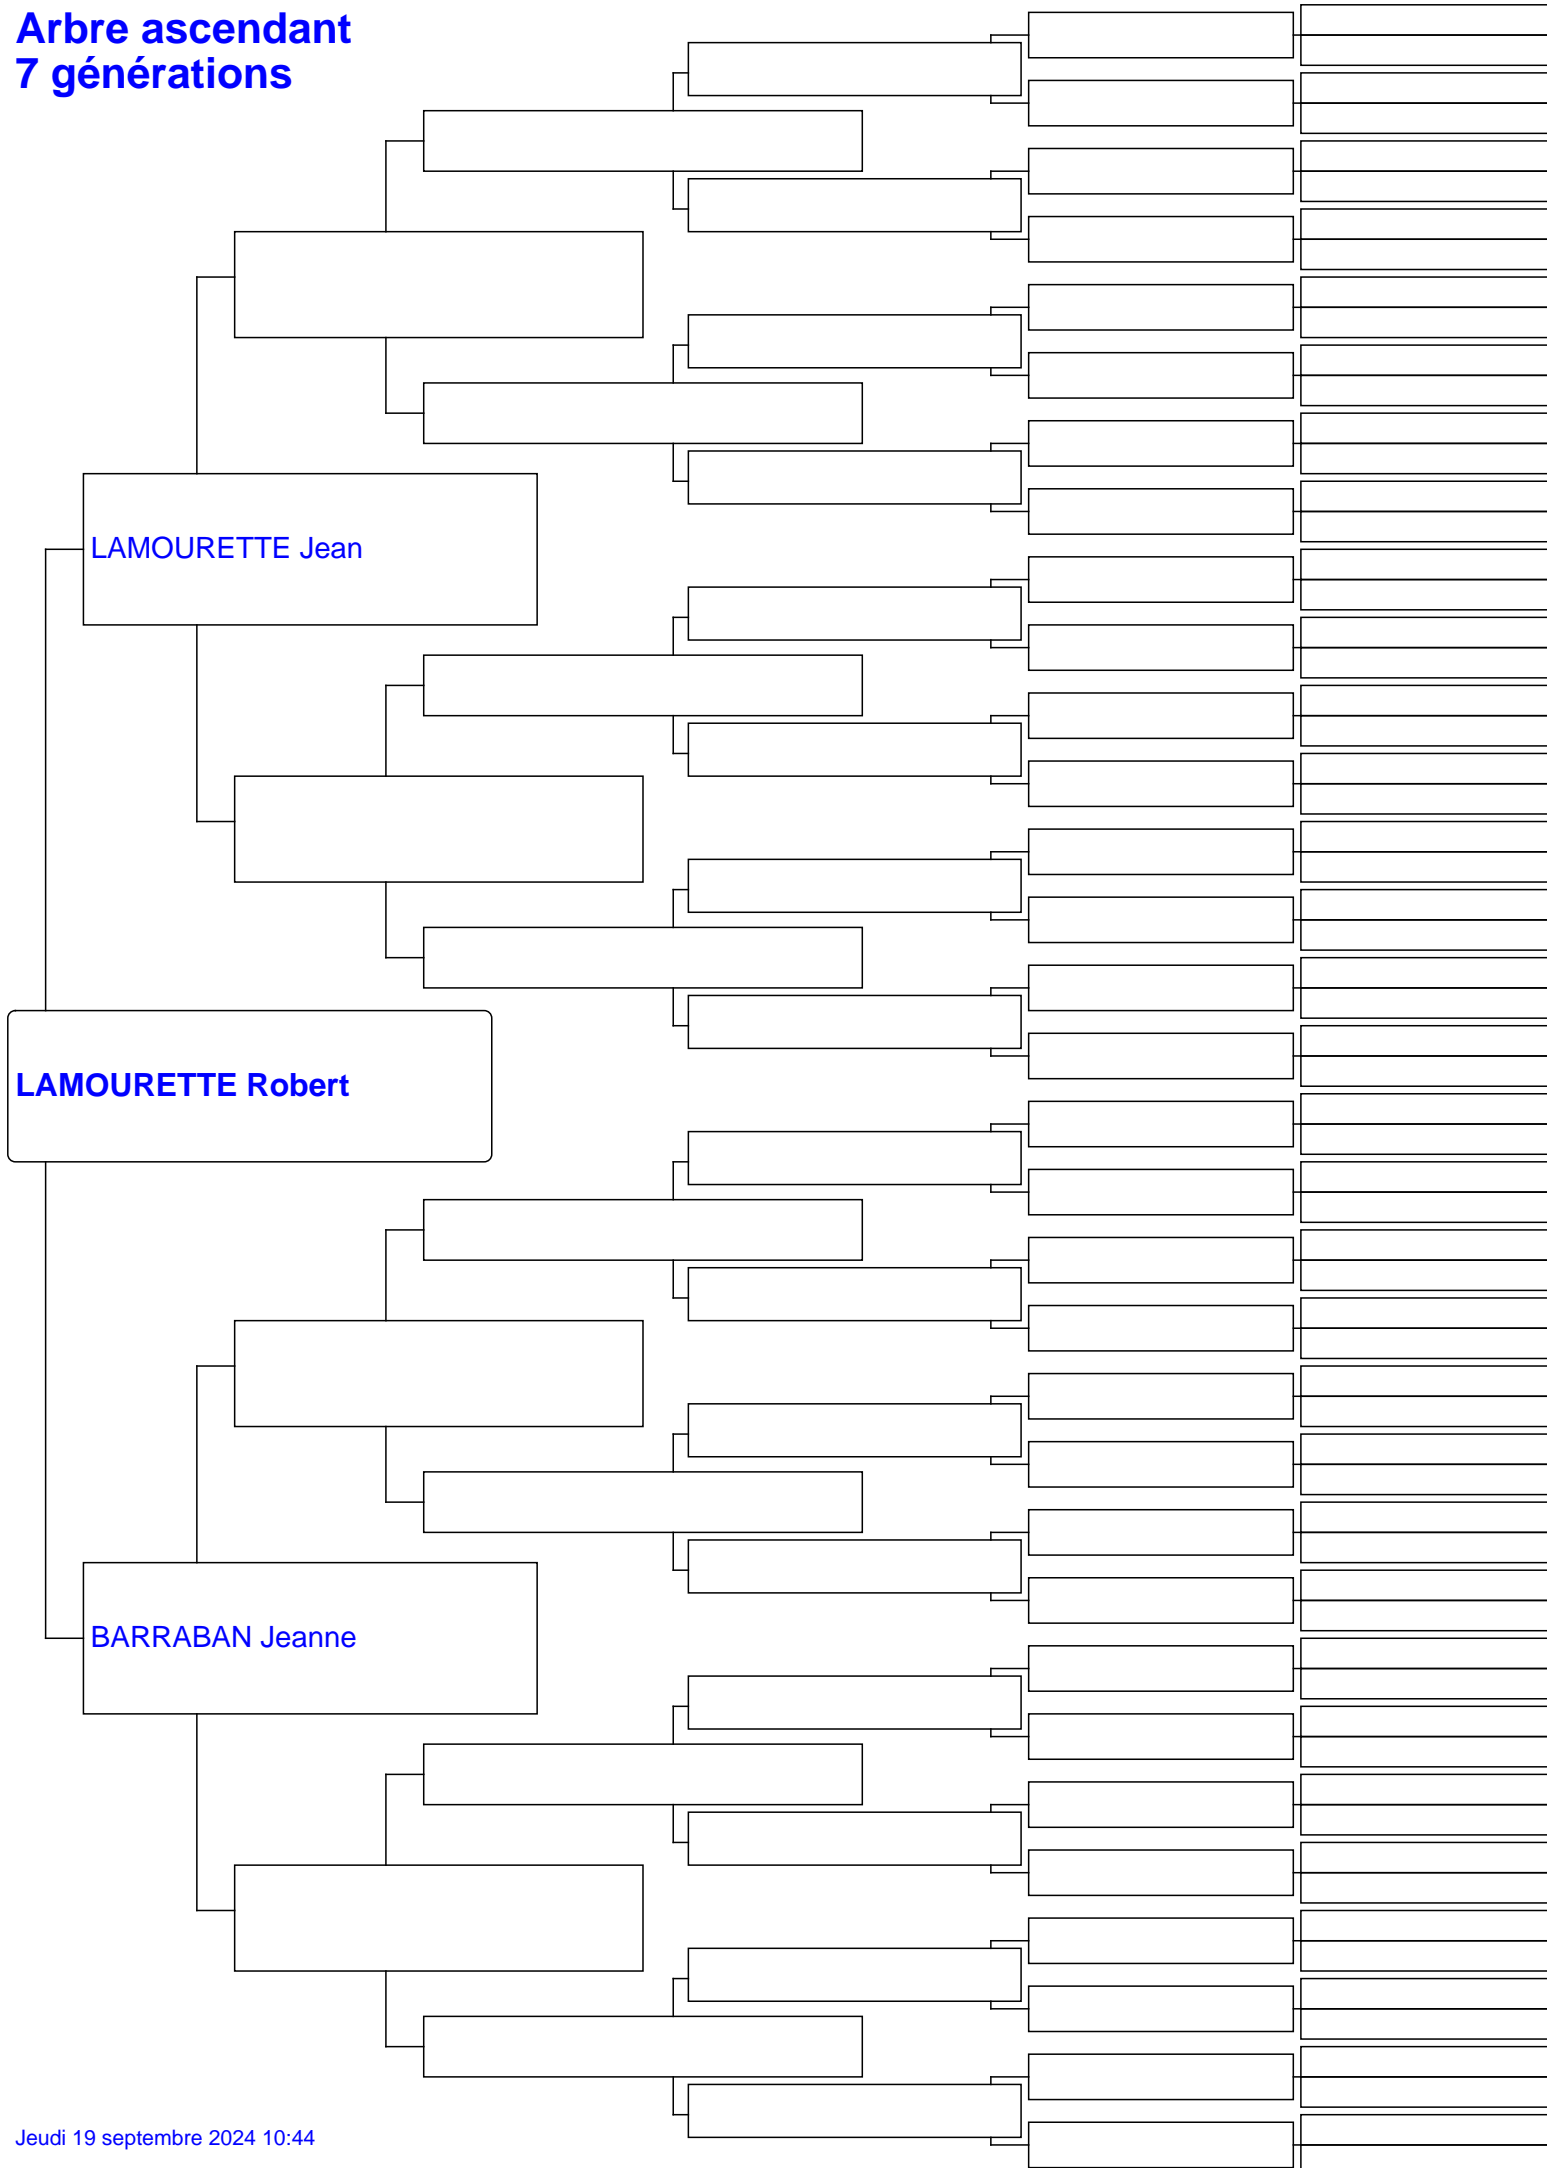 Arbre ascendant
7 générations
LAMOURETTE Jean
LAMOURETTE Robert
BARRABAN Jeanne
Jeudi 19 septembre 2024 10:44